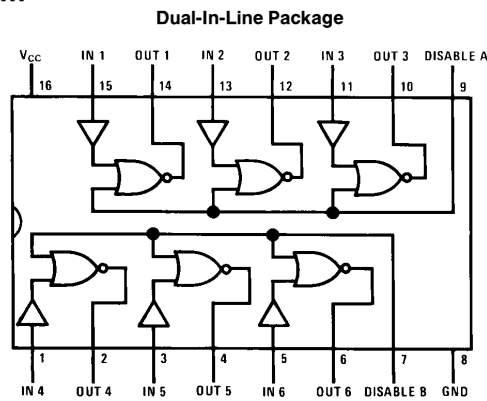 Dual-In-Line Package
V_CC IN 1 OUT 1 IN 2 OUT 2 IN 3 OUT 3 DISABLE A
16 15 14 13 12 11 10 9
1 2 3 4 5 6 7 8
IN 4 OUT 4 IN 5 OUT 5 IN 6 OUT 6 DISABLE B GND